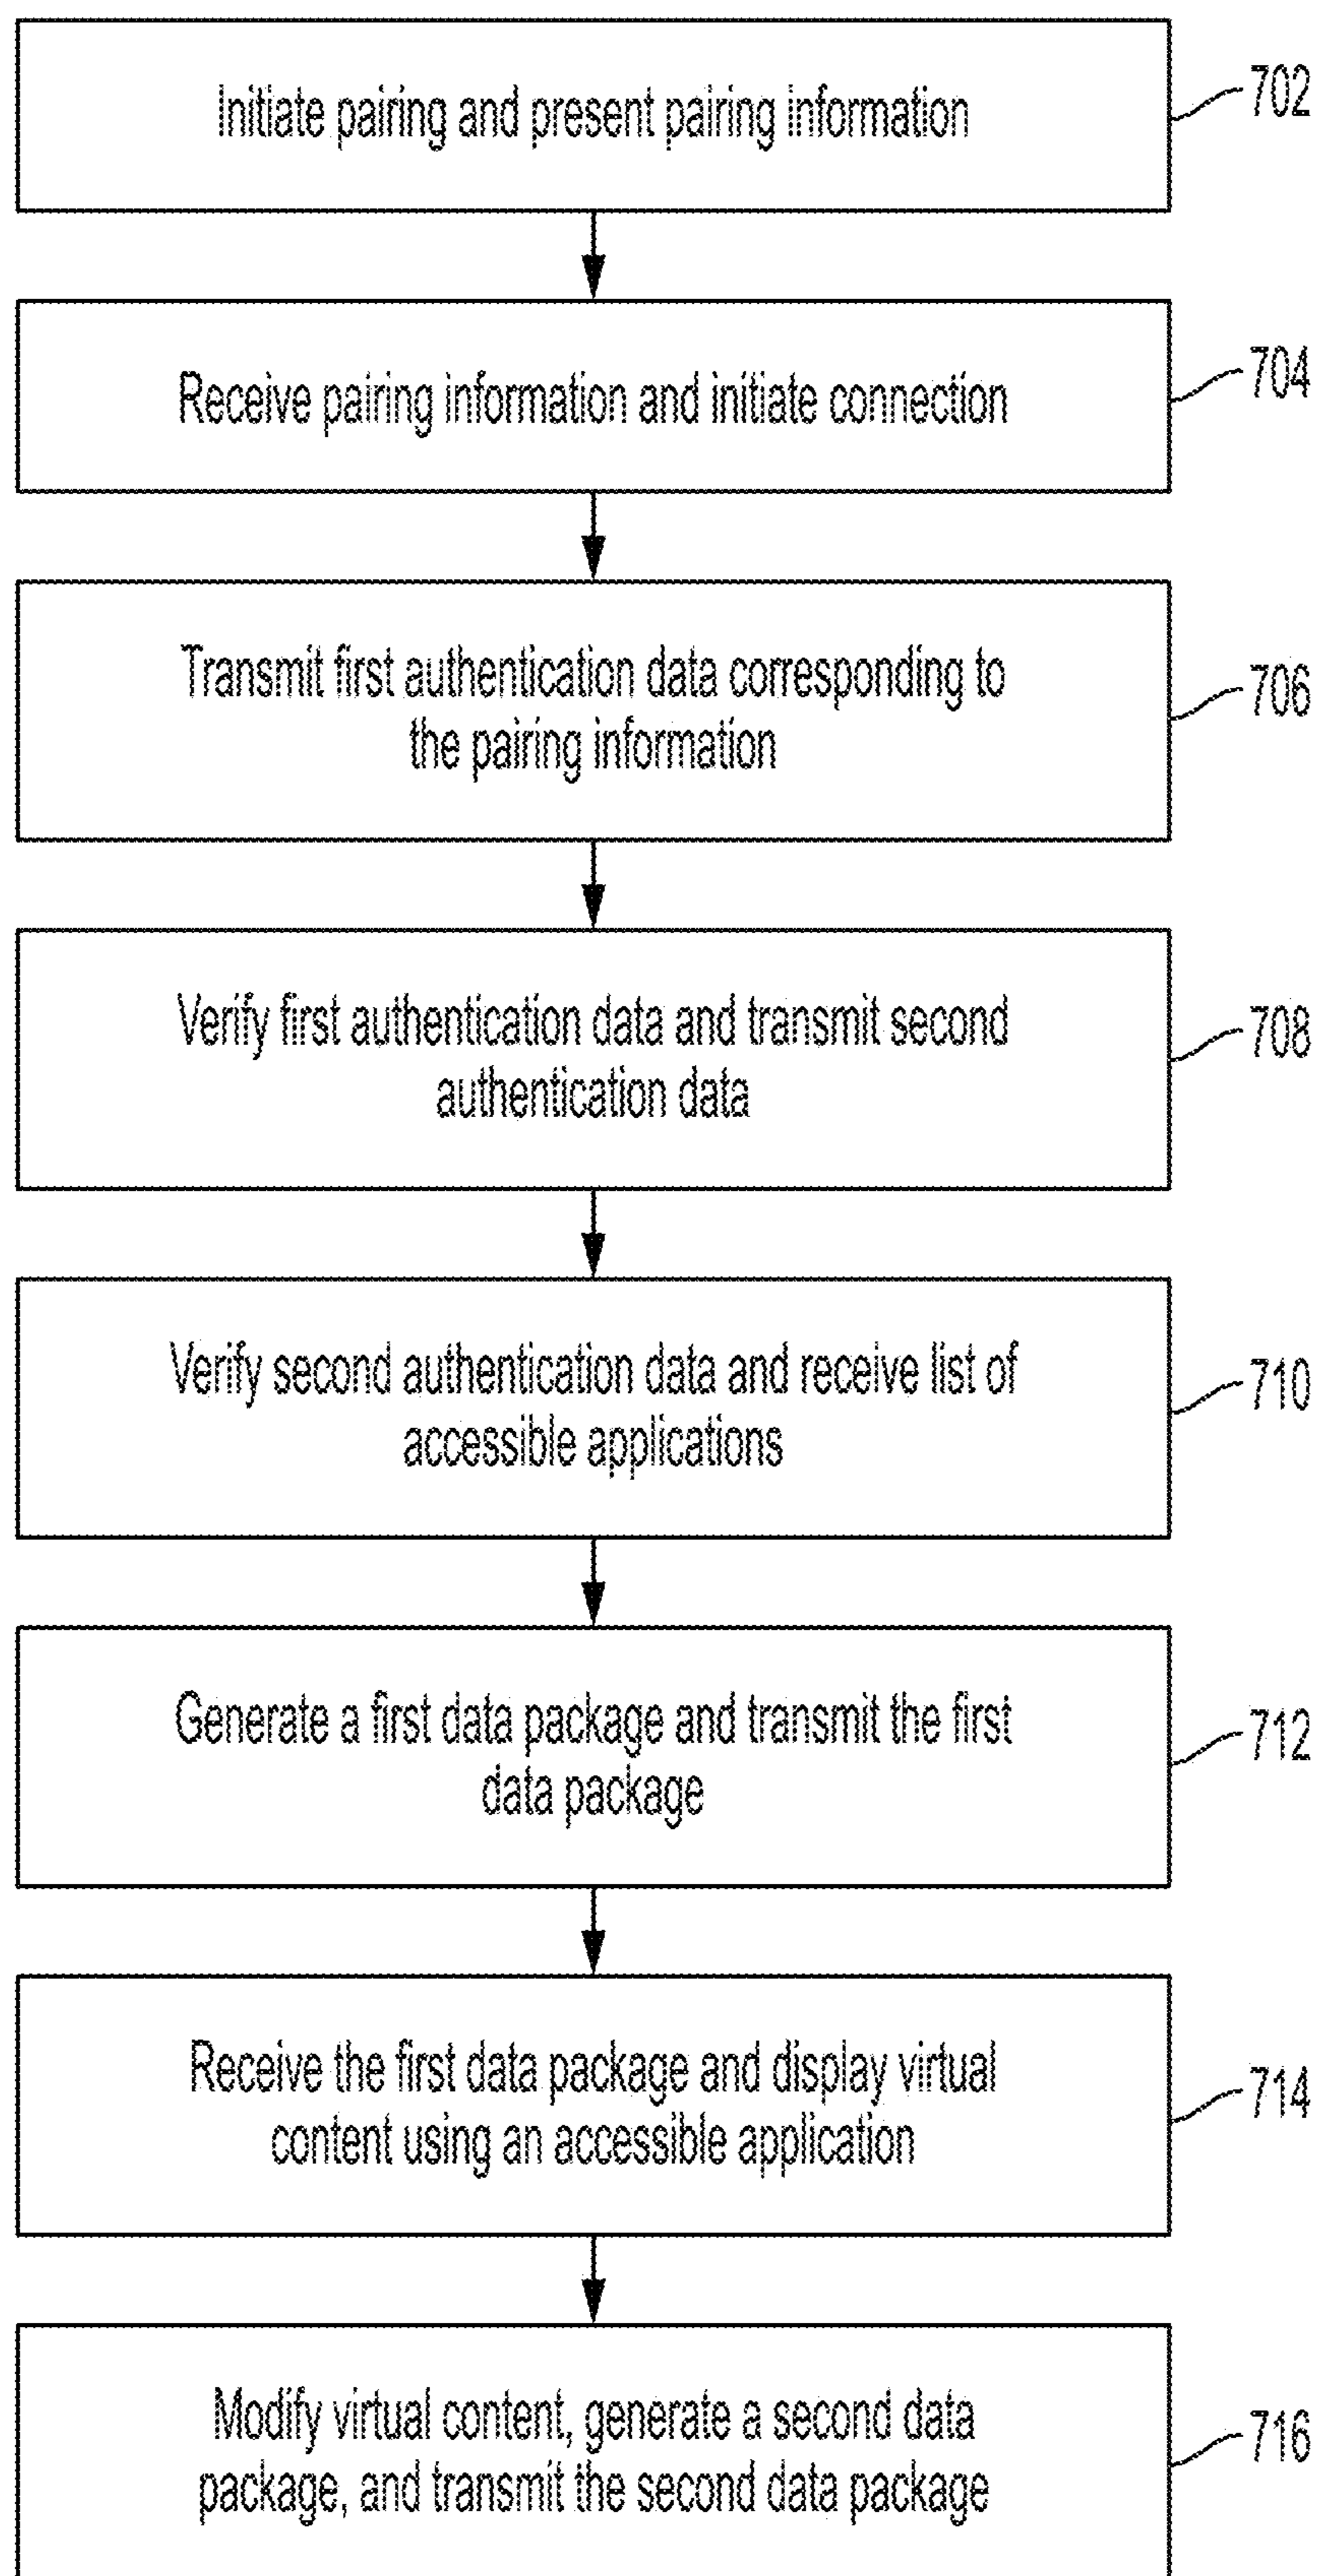 Initiate pairing and present pairing information
702
Receive pairing information and initiate connection
704
Transmit first authentication data corresponding to
the pairing information
706
Verify first authentication data and transmit second
authentication data
708
Verify second authentication data and receive list of
accessible applications
710
Generate a first data package and transmit the first
data package
712
Receive the first data package and display virtual
content using an accessible application
714
Modify virtual content, generate a second data
package, and transmit the second data package
716